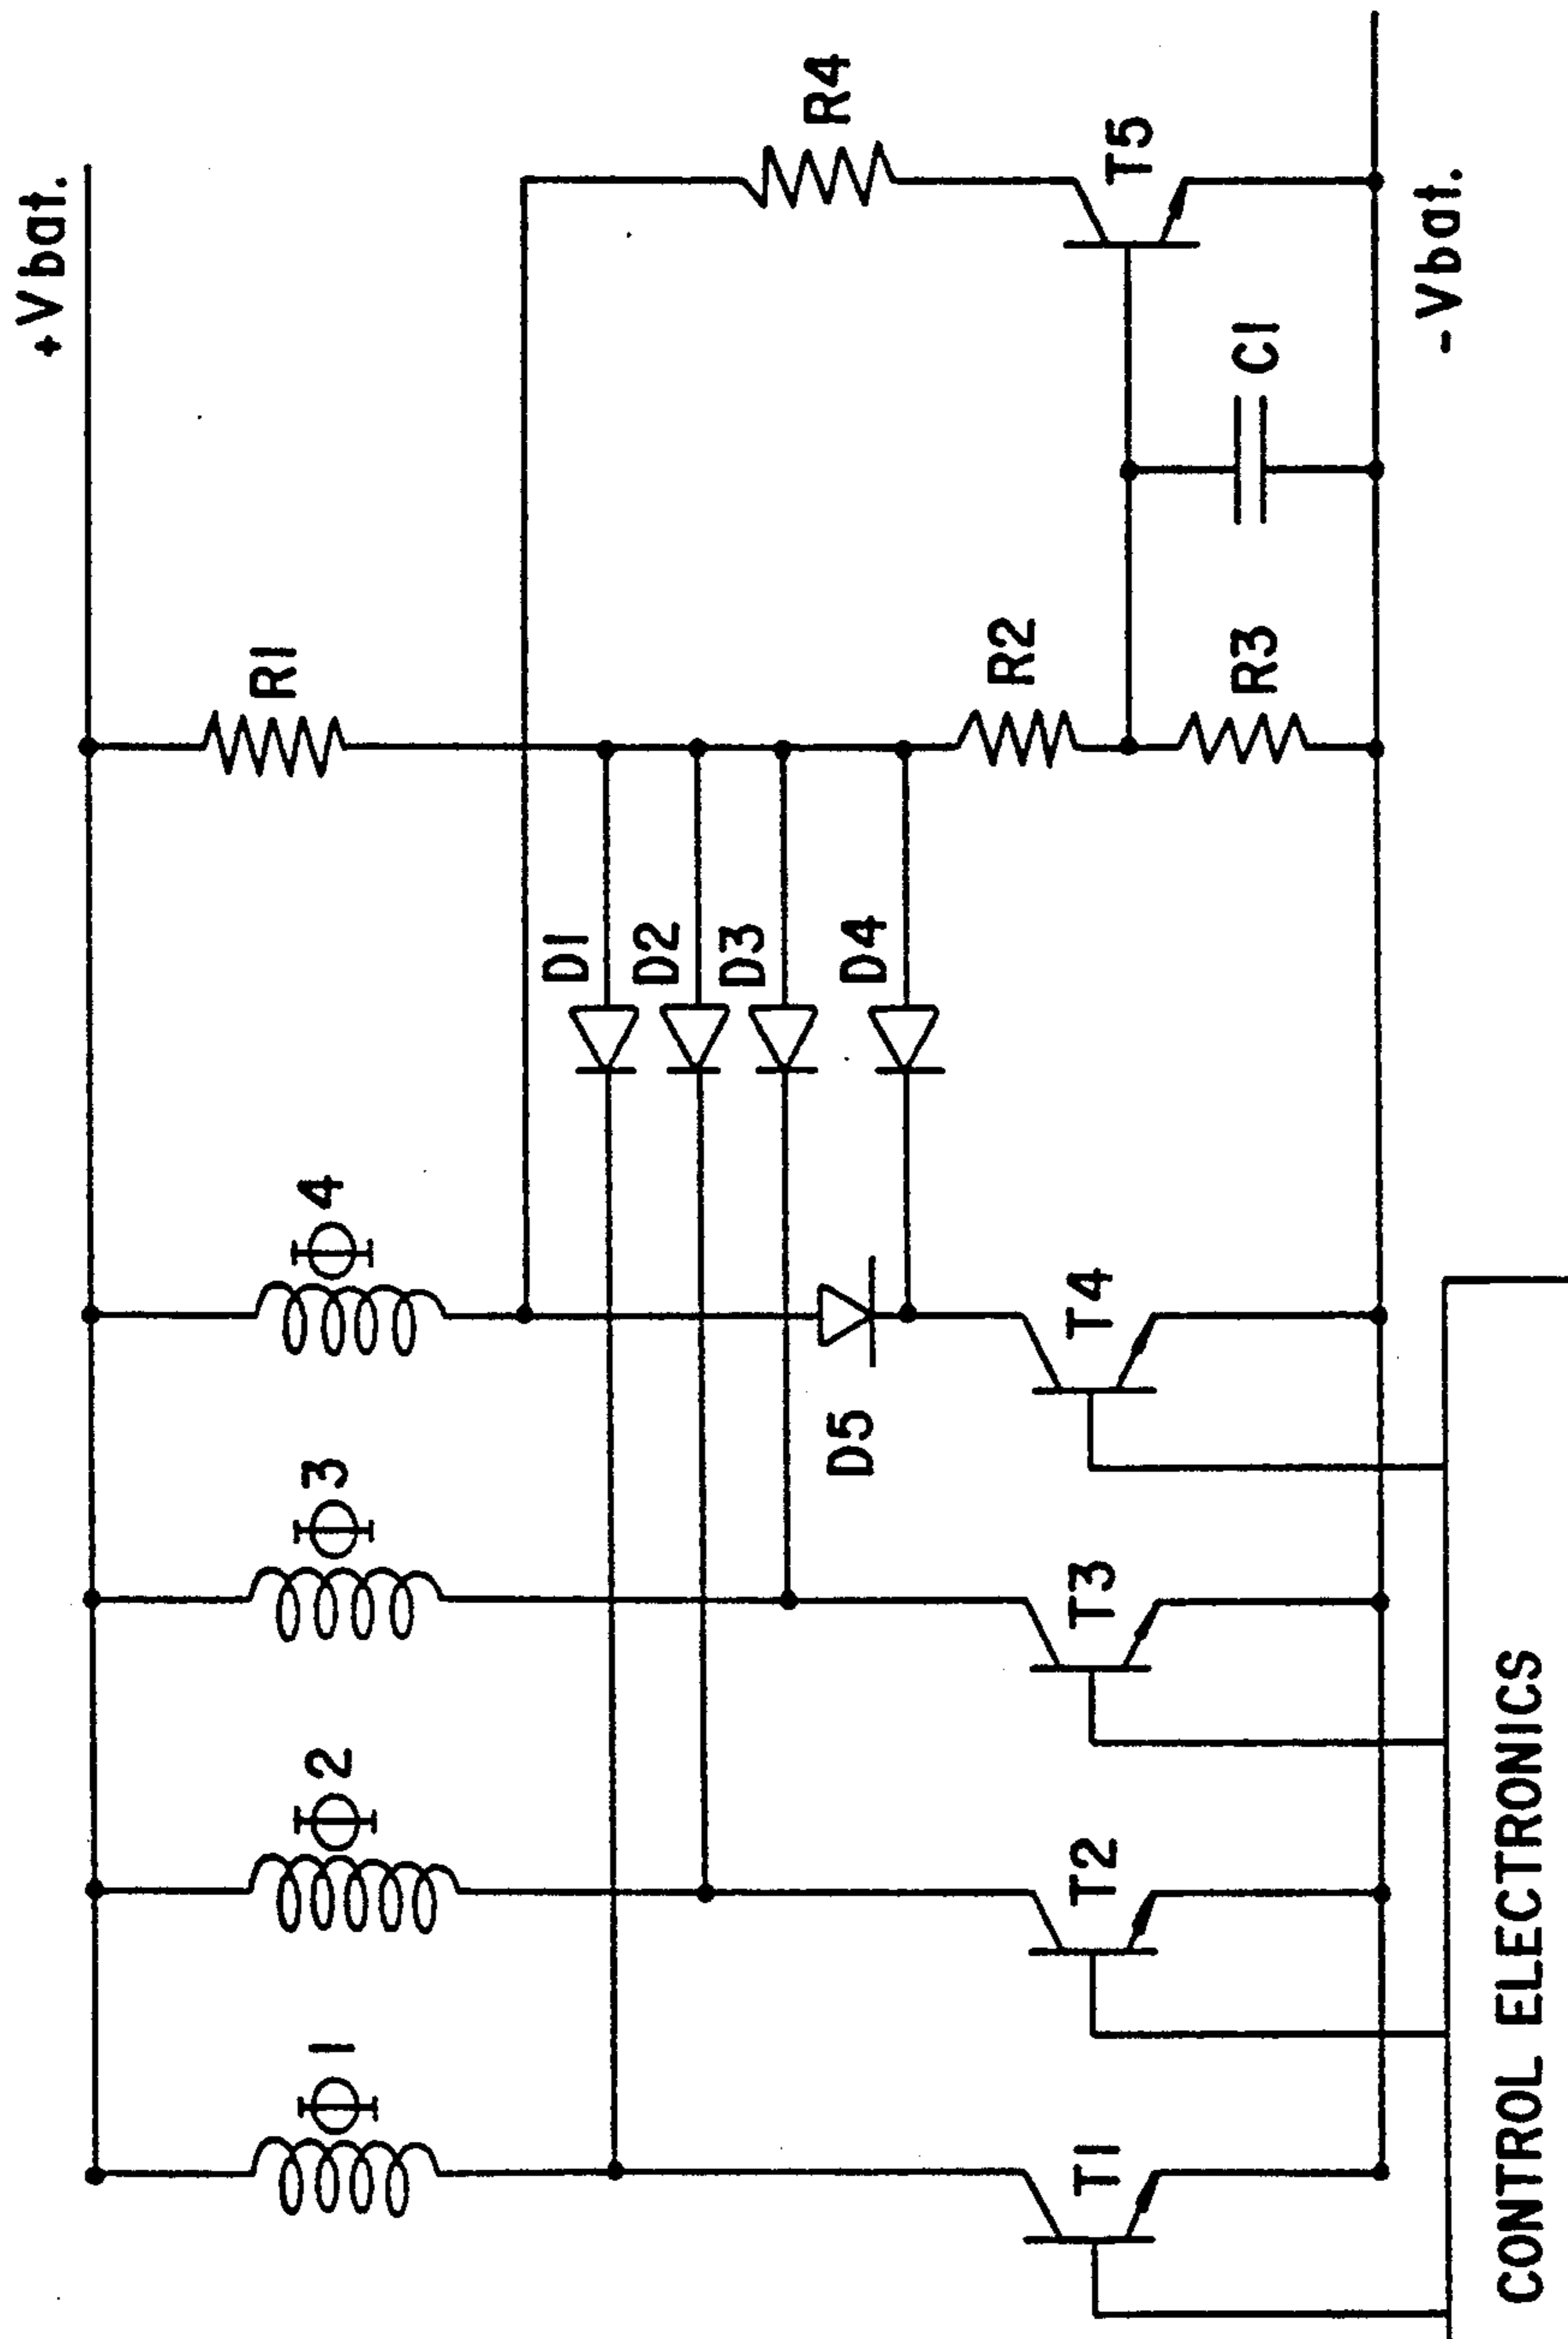 +Vbat.
Φ1
Φ2
Φ3
Φ4
R1
R4
D1
D2
D3
D4
D5
R2
T1
T2
T3
T4
T5
R3
C1
-Vbat.
CONTROL ELECTRONICS